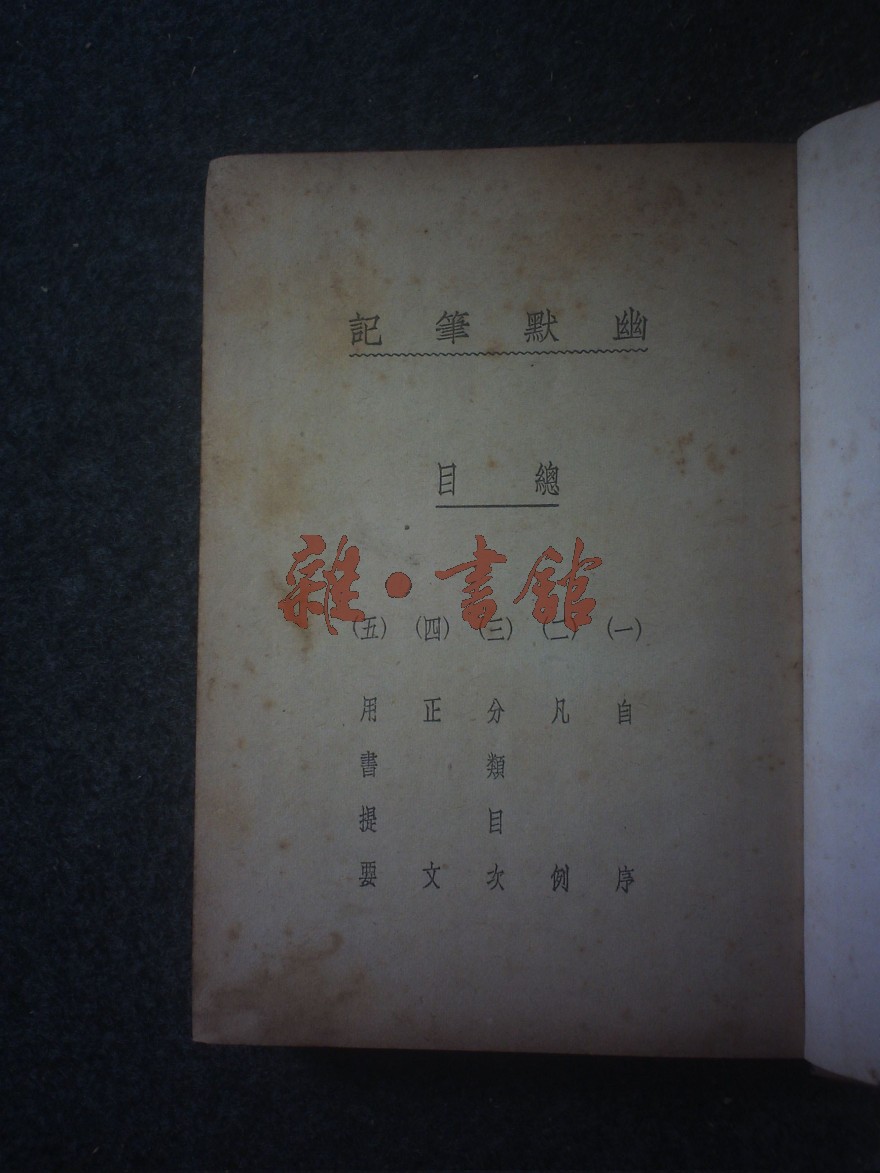 幽默筆記
總目
雜・書館
(一) 自序
(二) 凡例
(三) 分類目次
(四) 正文
(五) 用書提要